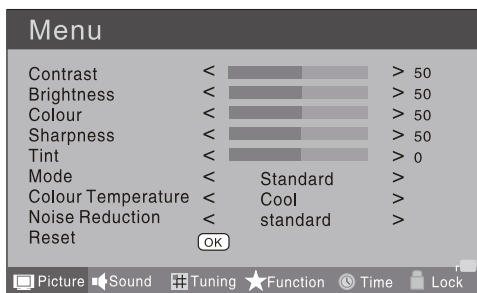 Menu
Contrast < > 50
Brightness < > 50
Colour < > 50
Sharpness < > 50
Tint < > 0
Mode < Standard >
Colour Temperature < Cool >
Noise Reduction < standard >
Reset OK
Picture Sound Tuning Function Time Lock